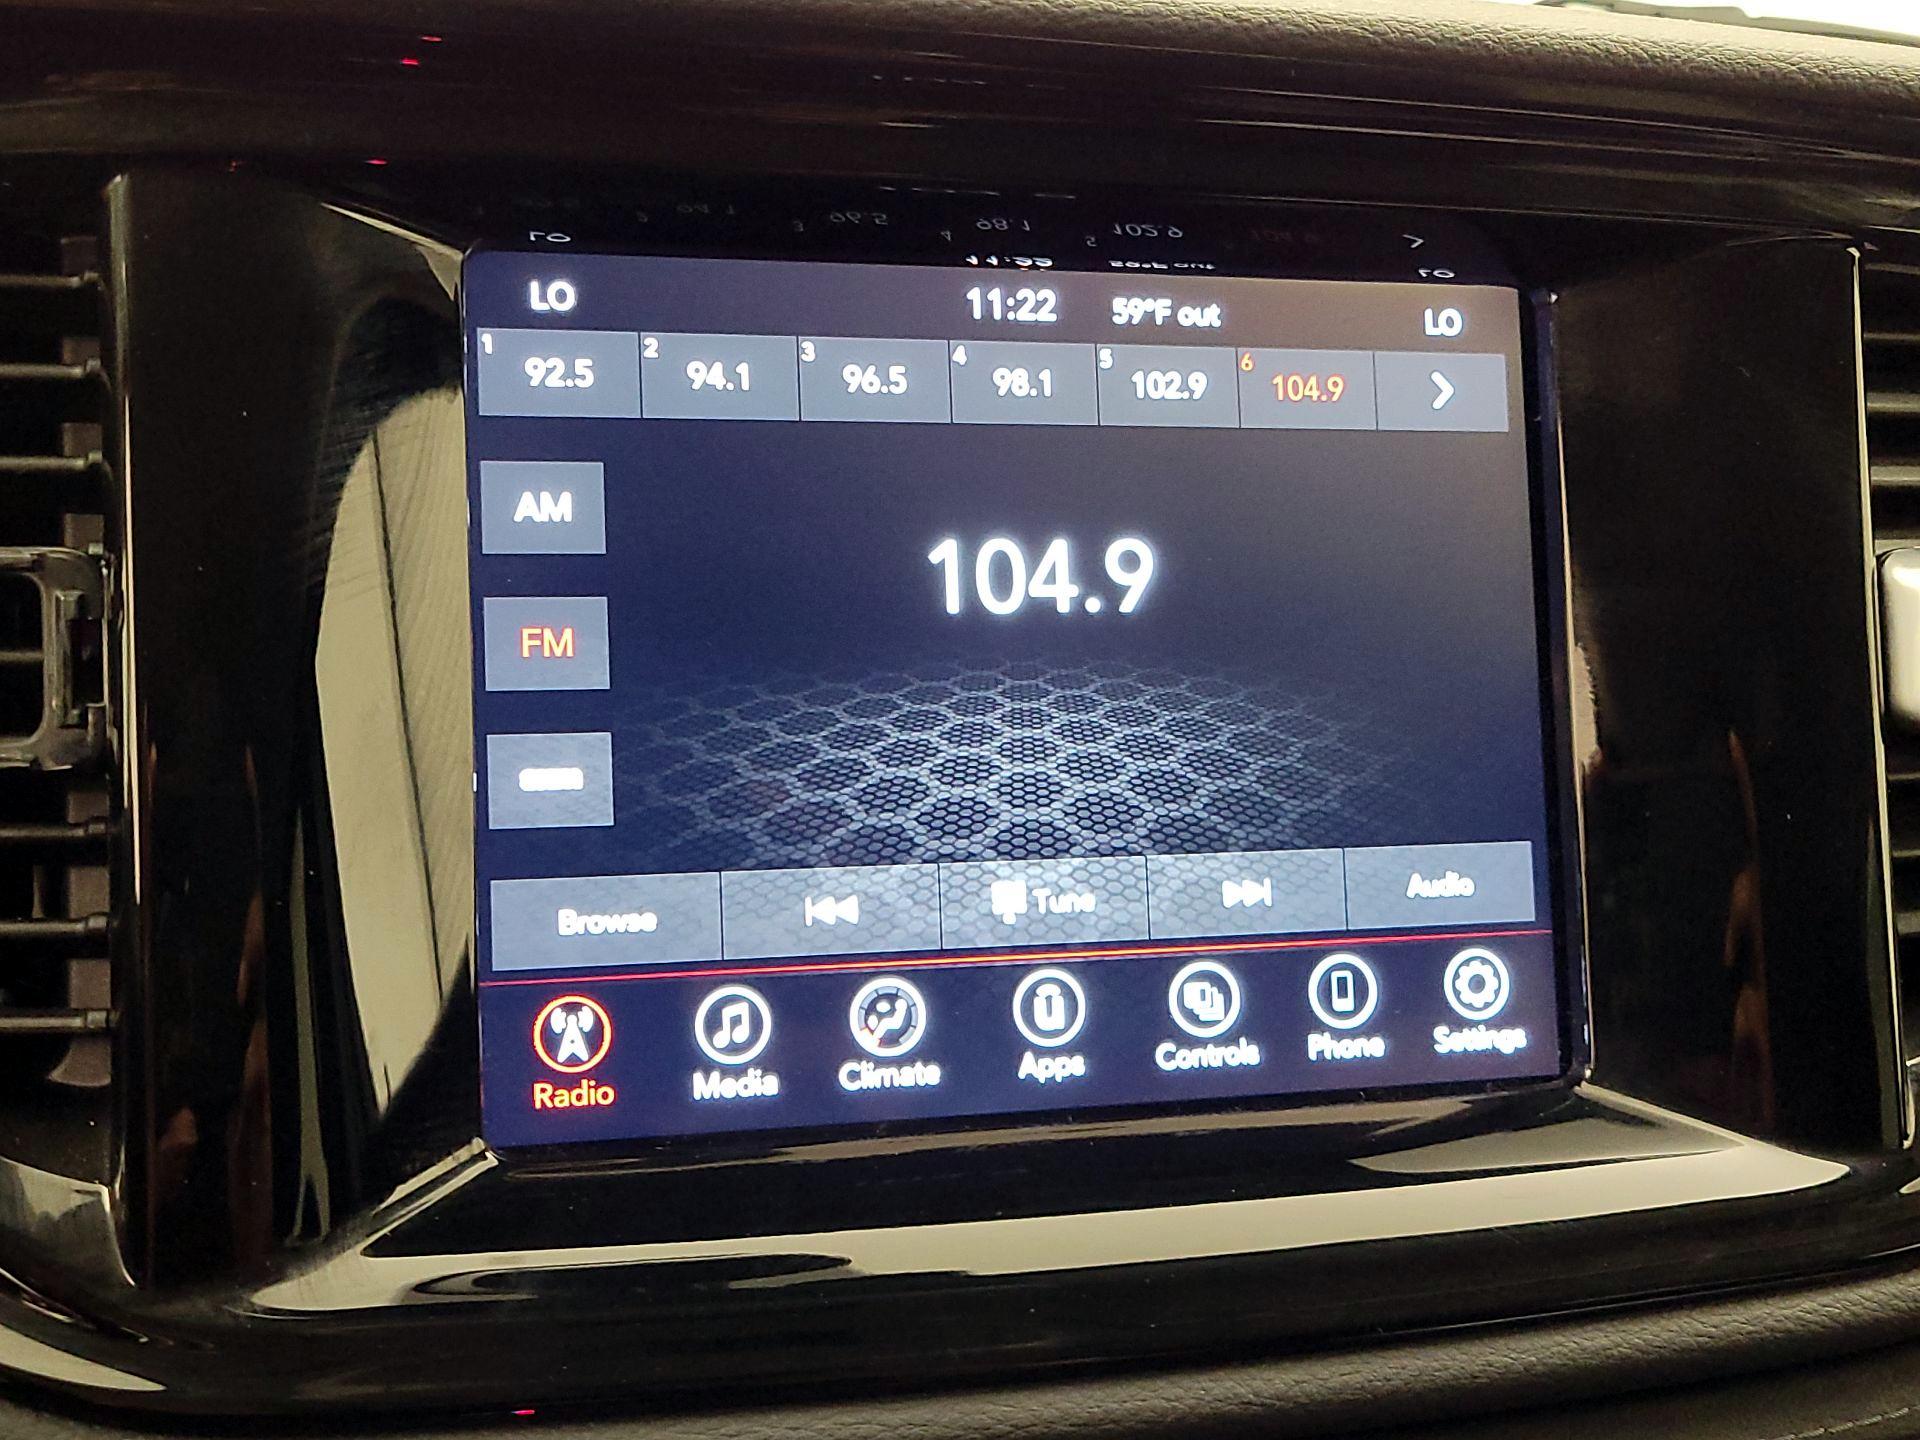 LO 11:22 59°F out LO
1 92.5 2 94.1 3 96.5 4 98.1 5 102.9 6 104.9
AM
104.9
FM
Browse Tune Audio
Radio Media Climate Apps Controls Phone Settings